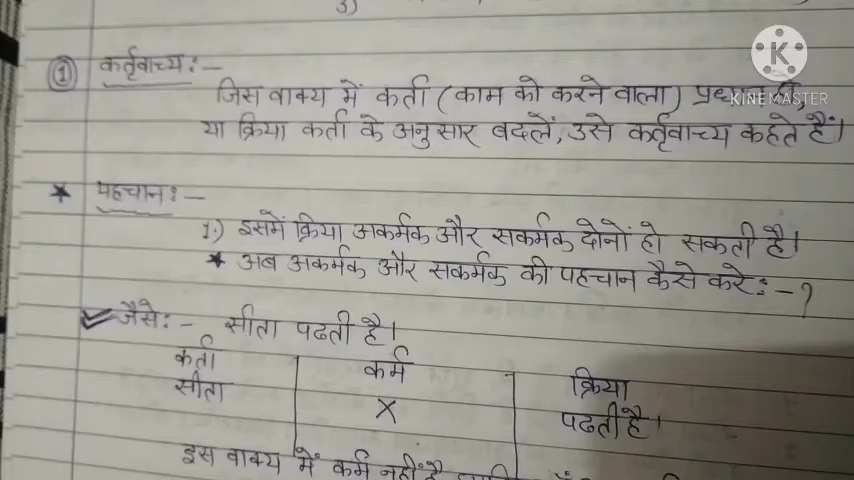 3)
① कर्तृवाच्य :-
जिस वाक्य में कर्ता (काम को करने वाला)
KINEMASTER
या क्रिया कर्ता के अनुसार बदलें, उसे कर्तृवाच्य कहते हैं।
★ पहचान :-
1.) इसमें क्रिया अकर्मक और सकर्मक दोनों हो सकती है।
★ अब अकर्मक और सकर्मक की पहचान कैसे करे :- ?
✓ जैसे :- सीता पढती है।
कर्ता कर्म क्रिया
सीता X पढती है।
इस वाक्य में कर्म नहीं है